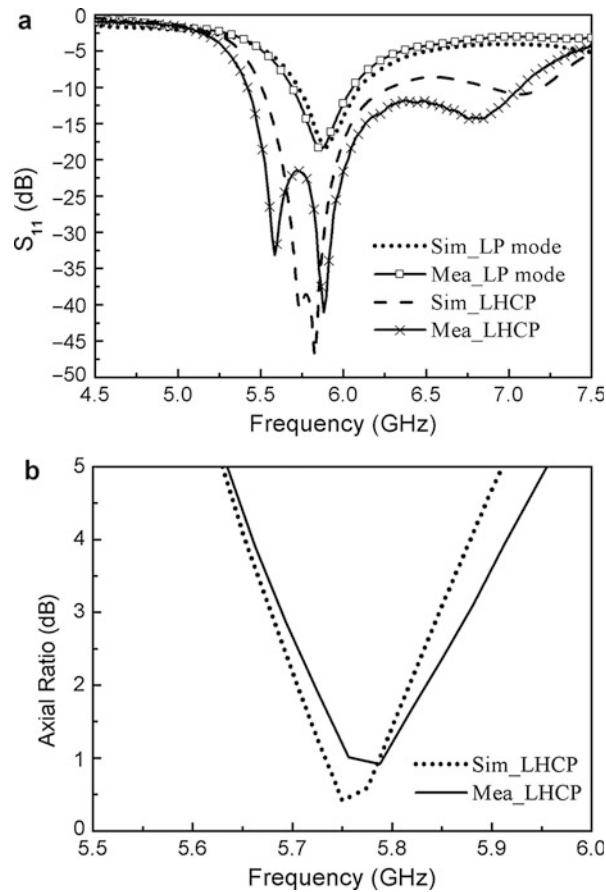 a
0
−5
−10
−15
−20
−25
−30
−35
−40
−45
−50
S11 (dB)
Sim_LP mode
Mea_LP mode
Sim_LHCP
Mea_LHCP
4.5 5.0 5.5 6.0 6.5 7.0 7.5
Frequency (GHz)
b
5
4
3
2
1
0
Axial Ratio (dB)
Sim_LHCP
Mea_LHCP
5.5 5.6 5.7 5.8 5.9 6.0
Frequency (GHz)